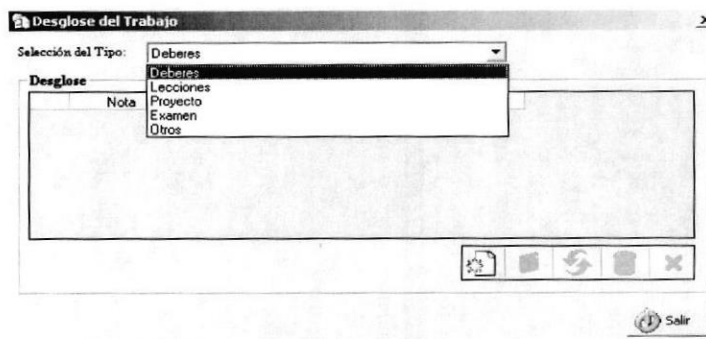 Desglose del Trabajo
Selección del Tipo: Deberes
Deberes
Desglose
Lecciones
Nota
Proyecto
Examen
Otros
Salir